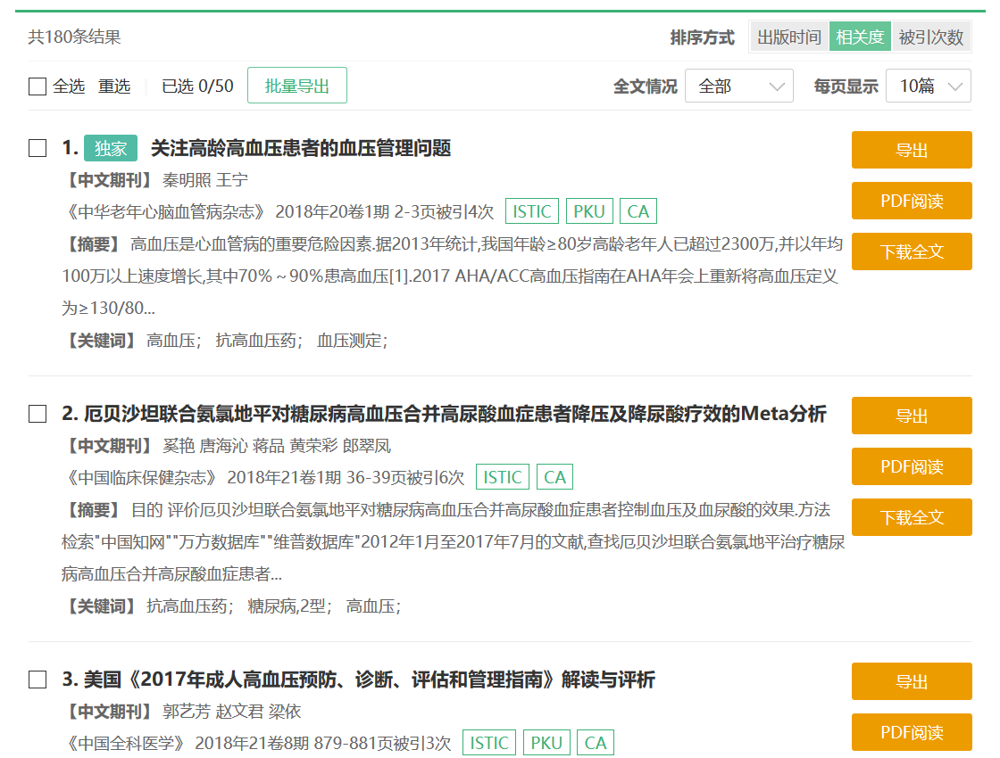 共180条结果 排序方式 出版时间 相关度 被引次数
全选 重选 已选 0/50 批量导出 全文情况 全部 每页显示 10篇
1. 独家 关注高龄高血压患者的血压管理问题 导出
【中文期刊】 秦明照 王宁
《中华老年心脑血管病杂志》 2018年20卷1期 2-3页被引4次 ISTIC PKU CA PDF阅读
【摘要】 高血压是心血管病的重要危险因素.据2013年统计,我国年龄≥80岁高龄老年人已超过2300万,并以年均 下载全文
100万以上速度增长,其中70%～90%患高血压[1].2017 AHA/ACC高血压指南在AHA年会上重新将高血压定义
为≥130/80...
【关键词】 高血压； 抗高血压药； 血压测定；
2. 厄贝沙坦联合氨氯地平对糖尿病高血压合并高尿酸血症患者降压及降尿酸疗效的Meta分析 导出
【中文期刊】 奚艳 唐海沁 蒋品 黄荣彩 郎翠凤
《中国临床保健杂志》 2018年21卷1期 36-39页被引6次 ISTIC CA PDF阅读
【摘要】 目的 评价厄贝沙坦联合氨氯地平对糖尿病高血压合并高尿酸血症患者控制血压及血尿酸的效果.方法 下载全文
检索"中国知网""万方数据库""维普数据库"2012年1月至2017年7月的文献,查找厄贝沙坦联合氨氯地平治疗糖尿
病高血压合并高尿酸血症患者...
【关键词】 抗高血压药； 糖尿病,2型； 高血压；
3. 美国《2017年成人高血压预防、诊断、评估和管理指南》解读与评析 导出
【中文期刊】 郭艺芳 赵文君 梁依
《中国全科医学》 2018年21卷8期 879-881页被引3次 ISTIC PKU CA PDF阅读